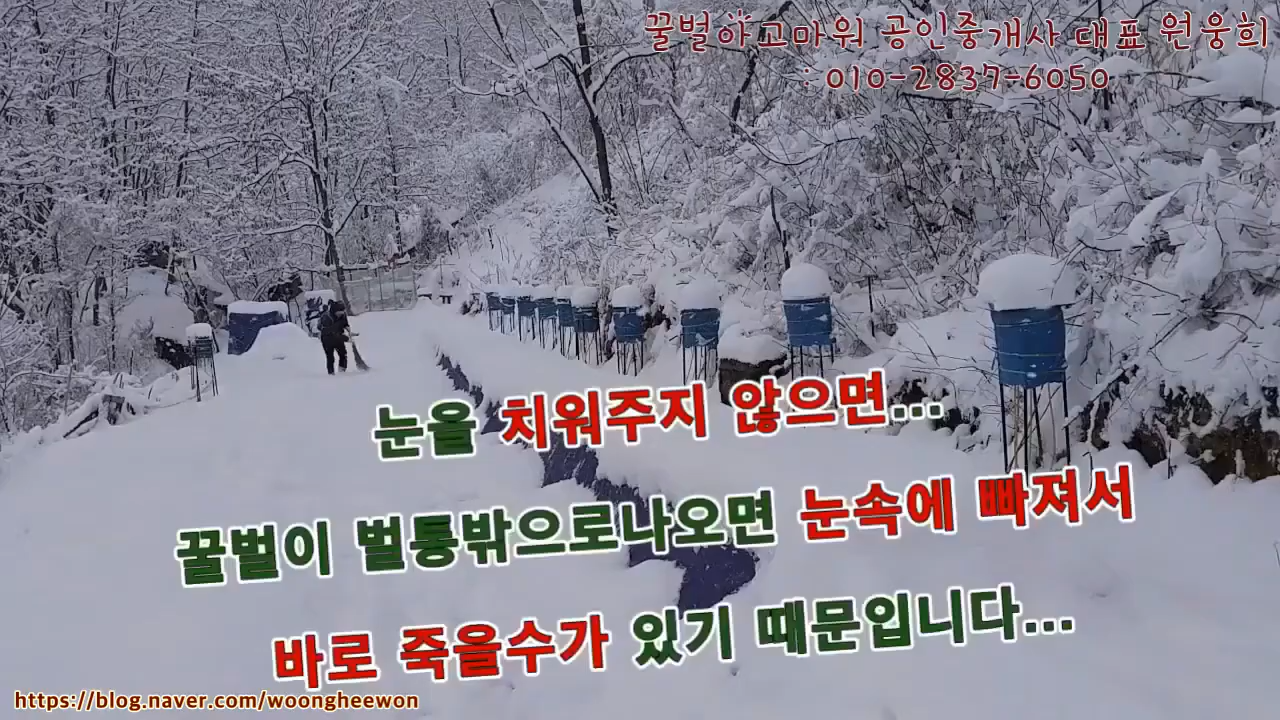 꿀벌아고마워 공인중개사 대표 원웅희
: 010-2837-6050
눈을 치워주지 않으면...
꿀벌이 벌통밖으로나오면 눈속에 빠져서
바로 죽을수가 있기 때문입니다...
https://blog.naver.com/woongheewon